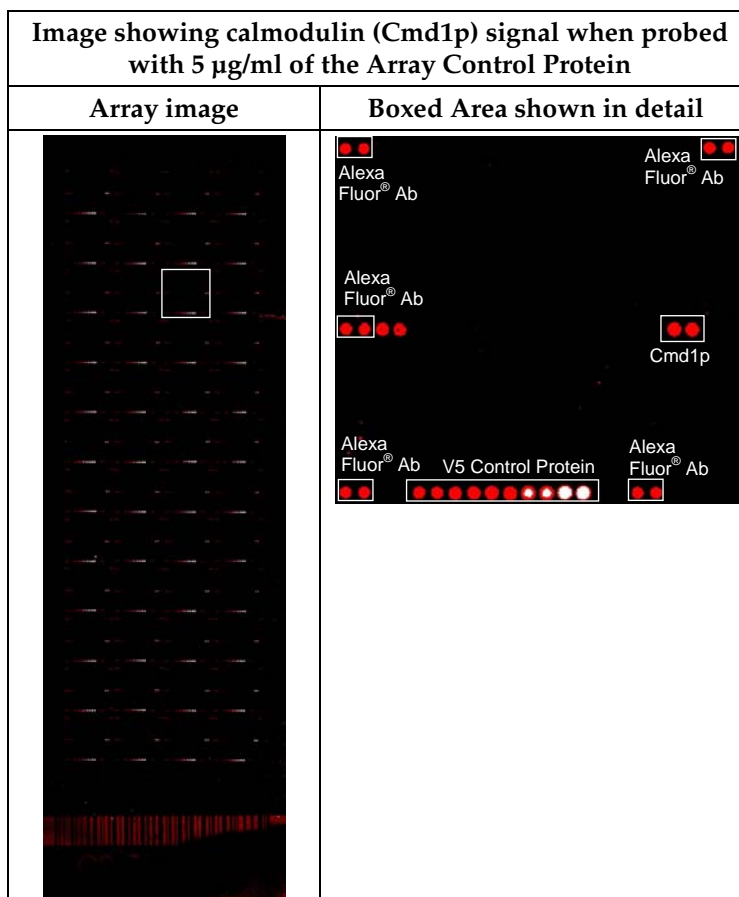 Image showing calmodulin (Cmd1p) signal when probed
with 5 µg/ml of the Array Control Protein
Array image
Boxed Area shown in detail
Alexa
Fluor® Ab
Alexa
Fluor® Ab
Alexa
Fluor® Ab
Cmd1p
Alexa
Fluor® Ab
V5 Control Protein
Alexa
Fluor® Ab